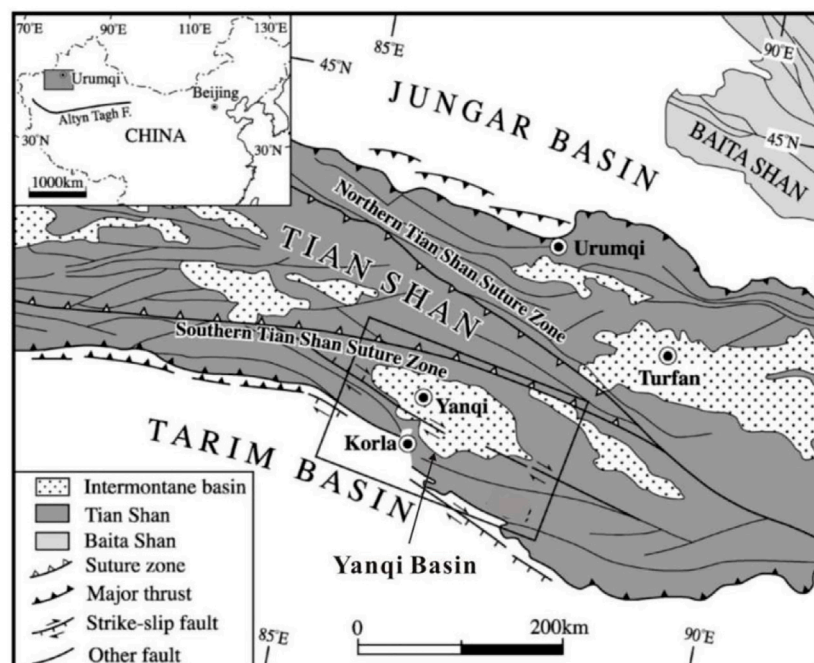 70°E
90°E
110°E
130°E
Urumqi
Beijing
Altyn Tagh F.
CHINA
30°N
30°N
1000km
85°E
90°E
45°N
45°N
JUNGAR BASIN
BAITA SHAN
Northern Tian Shan Suture Zone
TIAN SHAN
Urumqi
Southern Tian Shan Suture Zone
Turfan
Yanqi
Korla
TARIM BASIN
Yanqi Basin
Intermontane basin
Tian Shan
Baita Shan
Suture zone
Major thrust
Strike-slip fault
Other fault
85°E
0
200km
90°E